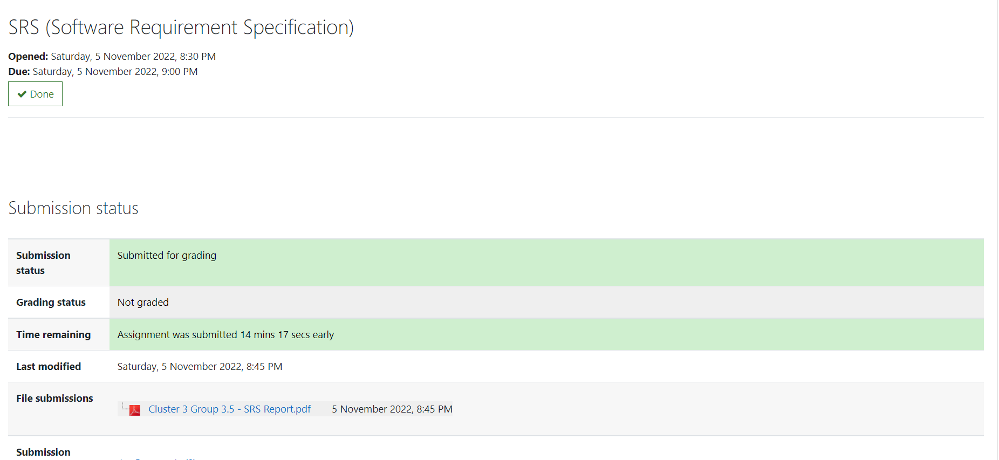 SRS (Software Requirement Specification)
Opened: Saturday, 5 November 2022, 8:30 PM
Due: Saturday, 5 November 2022, 9:00 PM
Done
Submission status
Submission status
Submitted for grading
Grading status
Not graded
Time remaining
Assignment was submitted 14 mins 17 secs early
Last modified
Saturday, 5 November 2022, 8:45 PM
File submissions
Cluster 3 Group 3.5 - SRS Report.pdf 5 November 2022, 8:45 PM
Submission